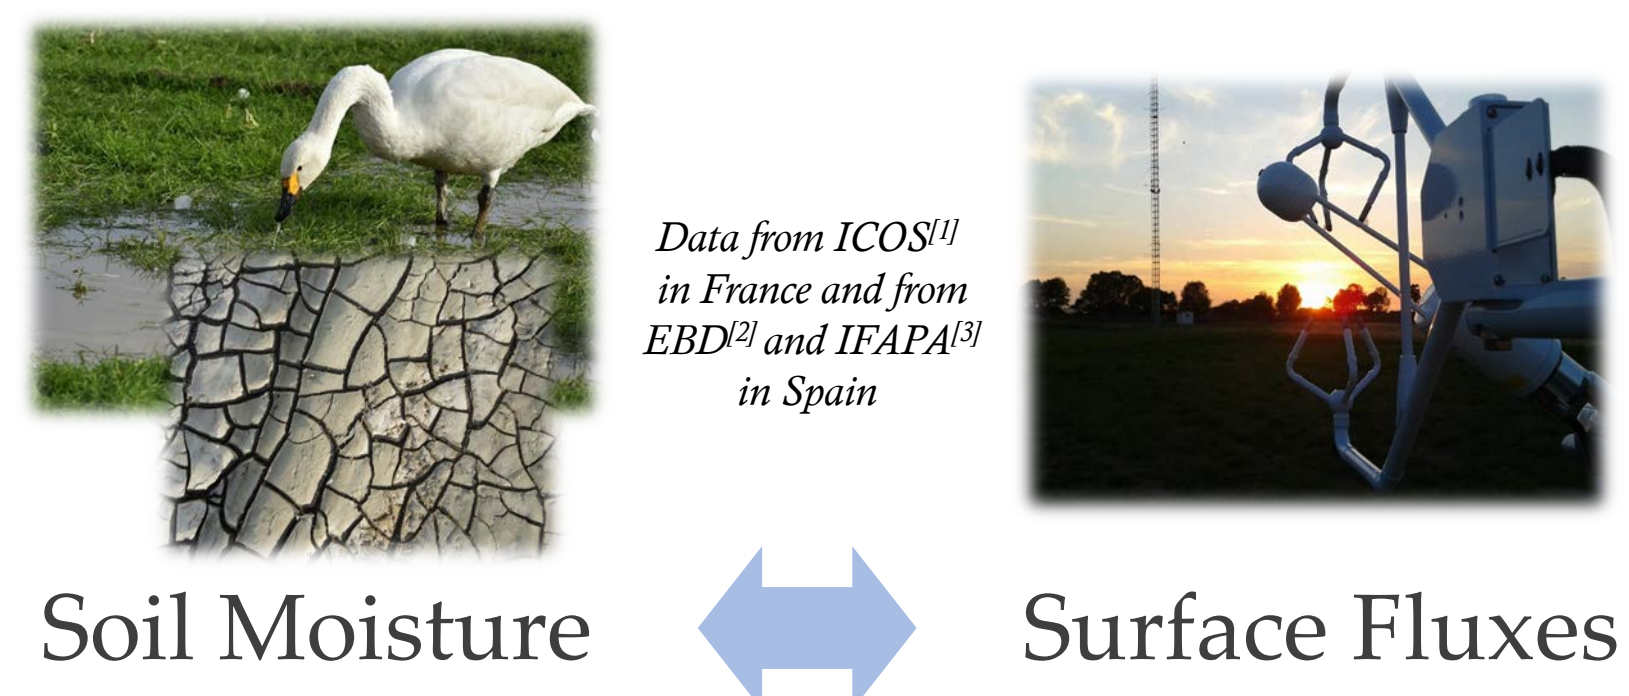 Data from ICOS[1]
in France and from
EBD[2] and IFAPA[3]
in Spain
Soil Moisture
Surface Fluxes